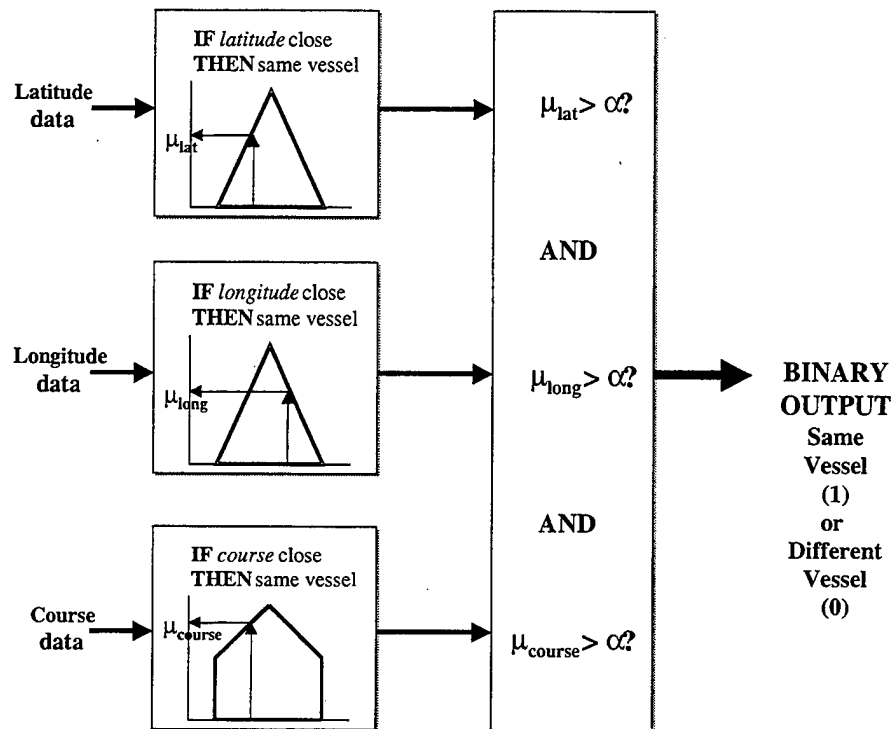 IF latitude close
THEN same vessel
Latitude
data
μlat
μlat> α?
AND
IF longitude close
THEN same vessel
Longitude
data
μlong
μlong> α?
BINARY
OUTPUT
Same
Vessel
(1)
or
Different
Vessel
(0)
AND
IF course close
THEN same vessel
Course
data
μcourse
μcourse> α?